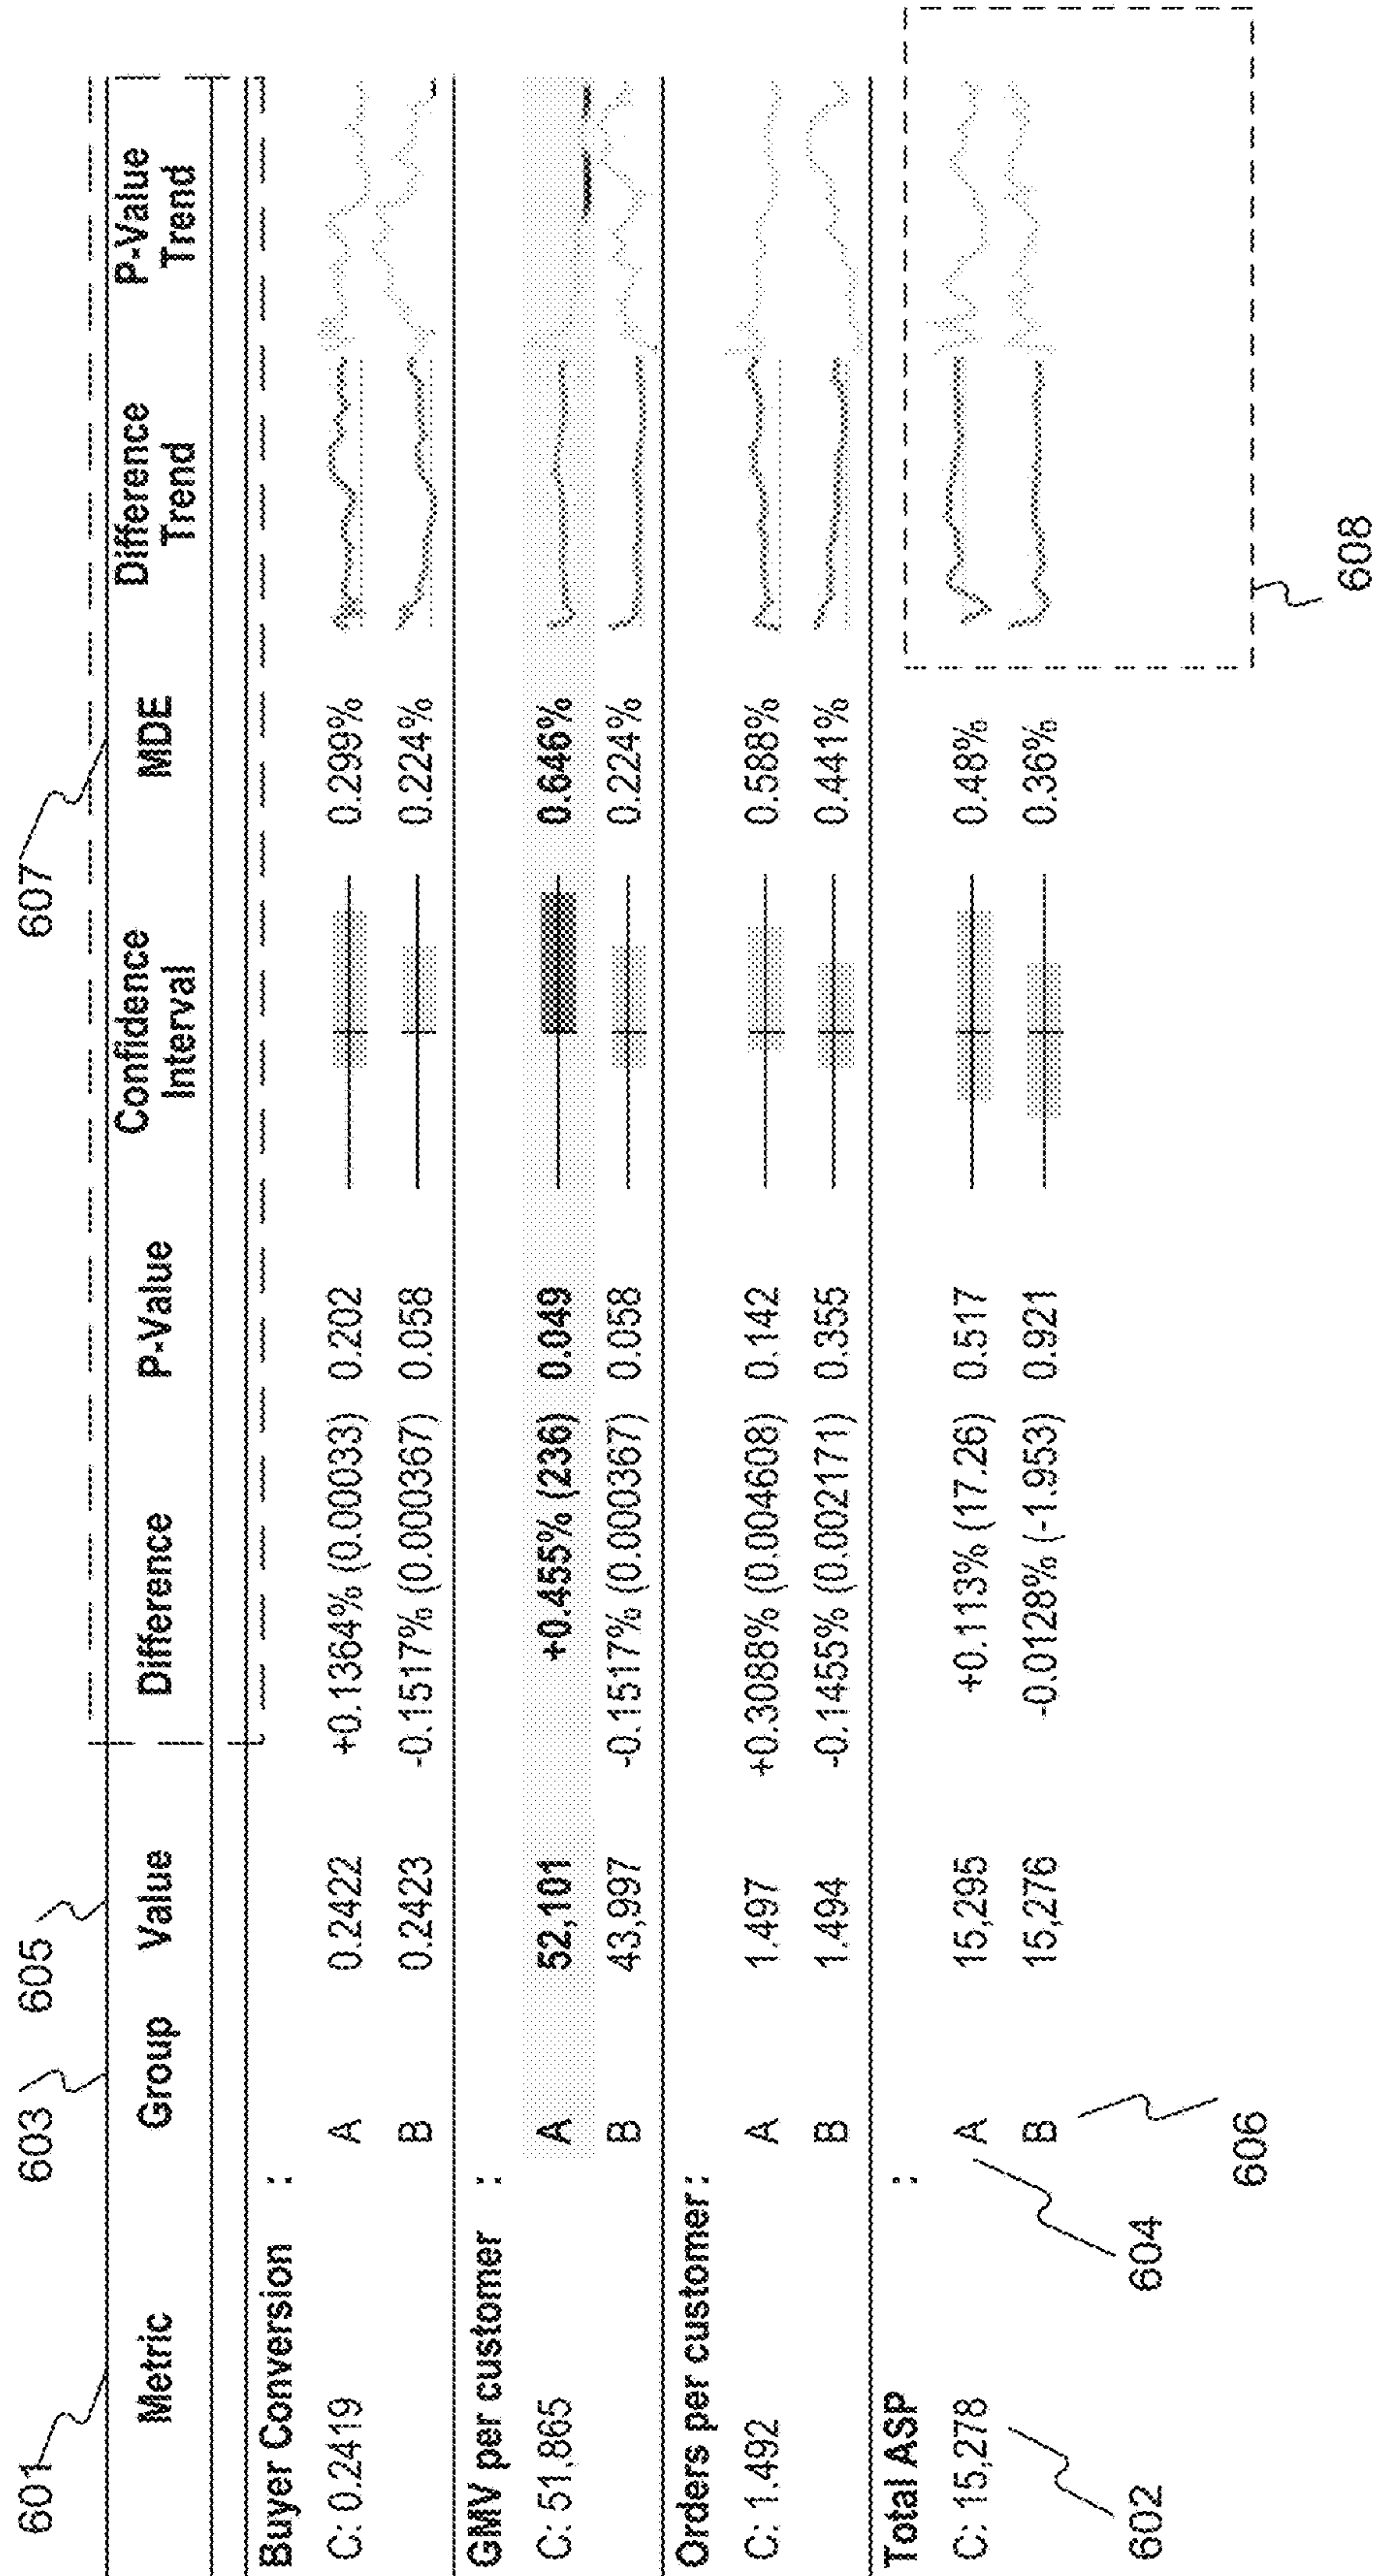 601
603
605
607
Metric Group Value Difference P-Value Confidence Interval MDE Difference Trend P-Value Trend
Buyer Conversion :
C: 0.2419 A 0.2422 +0.1364% (0.00033) 0.202 0.299%
B 0.2423 -0.1517% (0.000367) 0.058 0.224%
GMV per customer :
C: 51,865 A 52,101 +0.455% (236) 0.049 0.646%
B 43,997 -0.1517% (0.000367) 0.058 0.224%
Orders per customer :
C: 1.492 A 1.497 +0.3088% (0.004608) 0.142 0.588%
B 1.494 -0.1455% (0.002171) 0.355 0.441%
Total ASP :
C: 15,278 A 15,295 +0.113% (17.26) 0.517 0.48%
B 15,276 -0.0128% (-1.953) 0.921 0.36%
602
604
606
608